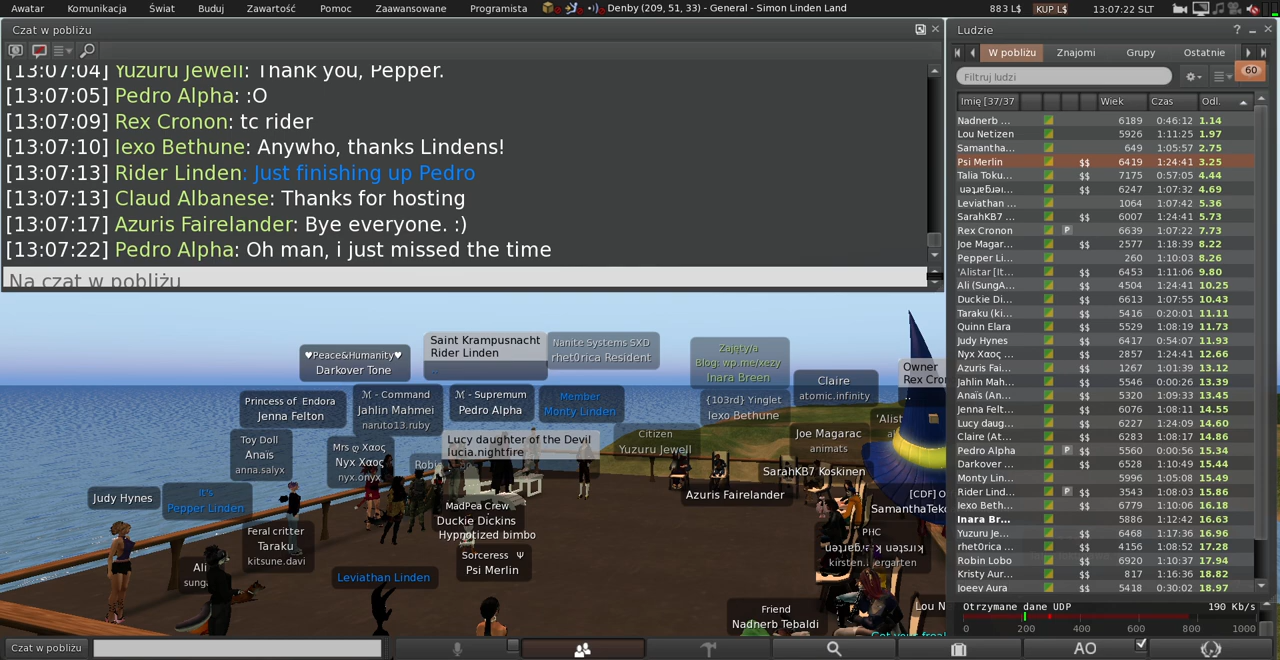 Awatar Komunikacja Świat Buduj Zawartość Pomoc Zaawansowane Programista Denby (209, 51, 33) - General - Simon Linden Land 883 L$ KUP L$ 13:07:22 SLT
Czat w pobliżu
[13:07:04] Yuzuru Jewell: Thank you, Pepper.
[13:07:05] Pedro Alpha: :O
[13:07:09] Rex Cronon: tc rider
[13:07:10] Iexo Bethune: Anywho, thanks Lindens!
[13:07:13] Rider Linden: Just finishing up Pedro
[13:07:13] Claud Albanese: Thanks for hosting
[13:07:17] Azuris Fairelander: Bye everyone. :)
[13:07:22] Pedro Alpha: Oh man, i just missed the time
Na czat w pobliżu
♥Peace&Humanity♥
Darkover Tone
Saint Krampusnacht
Rider Linden
..
Nanite Systems SXD
rhet0rica Resident
Zajęty/a
Blog: wp.me/xezy
Inara Breen
Owner
Rex Cro
..
Princess of Endora
Jenna Felton
ℳ - Command
Jahlin Mahmei
naruto13.ruby
ℳ - Supremum
Pedro Alpha
Member
Monty Linden
{103rd} Yinglet
Iexo Bethune
Claire
atomic.infinity
'Alist
Toy Doll
Anaïs
anna.salyx
Mrs ღ Χαος
Nyx Χαος
nyx.onyx
Robi
Lucy daughter of the Devil
lucia.nightfire
Citizen
Yuzuru Jewell
Joe Magarac
animats
SarahKB7 Koskinen
Judy Hynes
It's
Pepper Linden
Azuris Fairelander
[CDF] O
SamanthaTek
MadPea Crew
Duckie Dickins
Hypnotized bimbo
Feral critter
Taraku
kitsune.davi
Ali
sunga
Sorceress Ψ
Psi Merlin
PHC
Leviathan Linden
Friend
Nadnerb Tebaldi
Lou N
Ludzie
W pobliżu Znajomi Grupy Ostatnie
60
Filtruj ludzi
Imię [37/37 Wiek Czas Odl.
Nadnerb ... 6189 0:46:12 1.14
Lou Netizen 5926 1:11:25 1.97
Samantha... 649 1:05:57 2.75
Psi Merlin $$ 6419 1:24:41 3.25
Talia Toku... $$ 7175 0:57:05 4.44
$$ 6247 1:07:32 4.69
Leviathan ... 1064 1:07:42 5.36
SarahKB7 ... $$ 6007 1:24:41 5.73
Rex Cronon P 6639 1:07:22 7.73
Joe Magar... $$ 2577 1:18:39 8.22
Pepper Li... 260 1:10:03 8.26
'Alistar [It... $$ 6453 1:11:06 9.80
Ali (SungA... $$ 4504 1:24:41 10.25
Duckie Di... $$ 6613 1:07:55 10.43
Taraku (ki... $$ 5416 0:20:01 11.11
Quinn Elara $$ 5529 1:08:19 11.73
Judy Hynes $$ 6417 0:54:07 11.93
Nyx Χαος ... $$ 2857 1:24:41 12.66
Azuris Fai... $$ 1267 1:01:39 13.12
Jahlin Mah... $$ 5546 0:00:26 13.39
Anaïs (An... $$ 5320 1:09:33 13.45
Jenna Felt... $$ 6076 1:08:11 14.55
Lucy daug... $$ 6227 1:24:09 14.60
Claire (At... $$ 6283 1:08:17 14.86
Pedro Alpha P $$ 5560 0:00:56 15.34
Darkover ... $$ 6528 1:10:49 15.44
Monty Lin... 5996 1:05:08 15.49
Rider Lind... P $$ 3543 1:08:03 15.86
Iexo Beth... $$ 6779 1:10:06 16.18
Inara Br... 5886 1:12:42 16.63
Yuzuru Je... $$ 6468 1:17:36 16.96
rhet0rica ... $$ 4156 1:08:52 17.28
Robin Lobo $$ 6920 1:10:37 17.94
Kristy Aur... $$ 817 1:16:36 18.82
Joeey Aura $$ 5418 0:30:02 18.97
Otrzymane dane UDP 190 Kb/s
0 200 400 600 800 1000
Czat w pobliżu AO